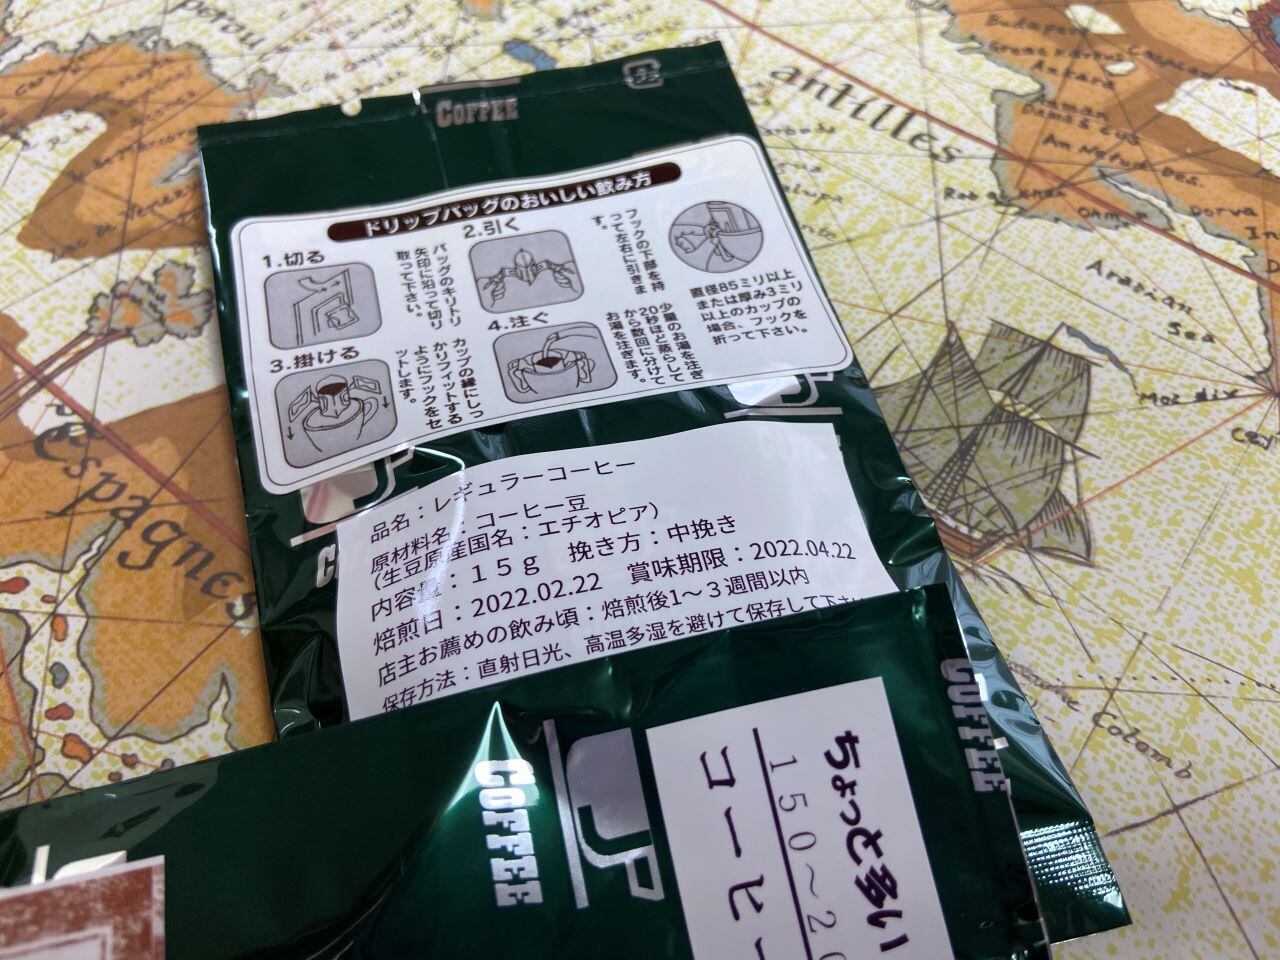 COFFEE
ドリップバッグのおいしい飲み方
1.切る
バッグのキリトリ
矢印に沿って切り
取って下さい。
2.引く
フックの下部を持
って左右に引きま
す。
3.掛ける
カップの縁にしっ
かりフィットする
ようにフックをセ
ットします。
4.注ぐ
少量のお湯を注ぎ
20秒ほど蒸らして
から数回に分けて
お湯を注ぎます。
直径85ミリ以上
または厚み3ミリ
以上のカップの
場合、フックを
折って下さい。
品名：レギュラーコーヒー
原材料名：コーヒー豆
（生豆原産国名：エチオピア）
内容量：１５ｇ　挽き方：中挽き
焙煎日：2022.02.22　賞味期限：2022.04.22
店主お薦めの飲み頃：焙煎後1～３週間以内
保存方法：直射日光、高温多湿を避けて保存して下さい
COFFEE
COFFEE
ちょっと多い
150～20
コーヒー
antilles
Espagnes
Arabian
Sea
Budapest
Ankara
Dorva
Colomb